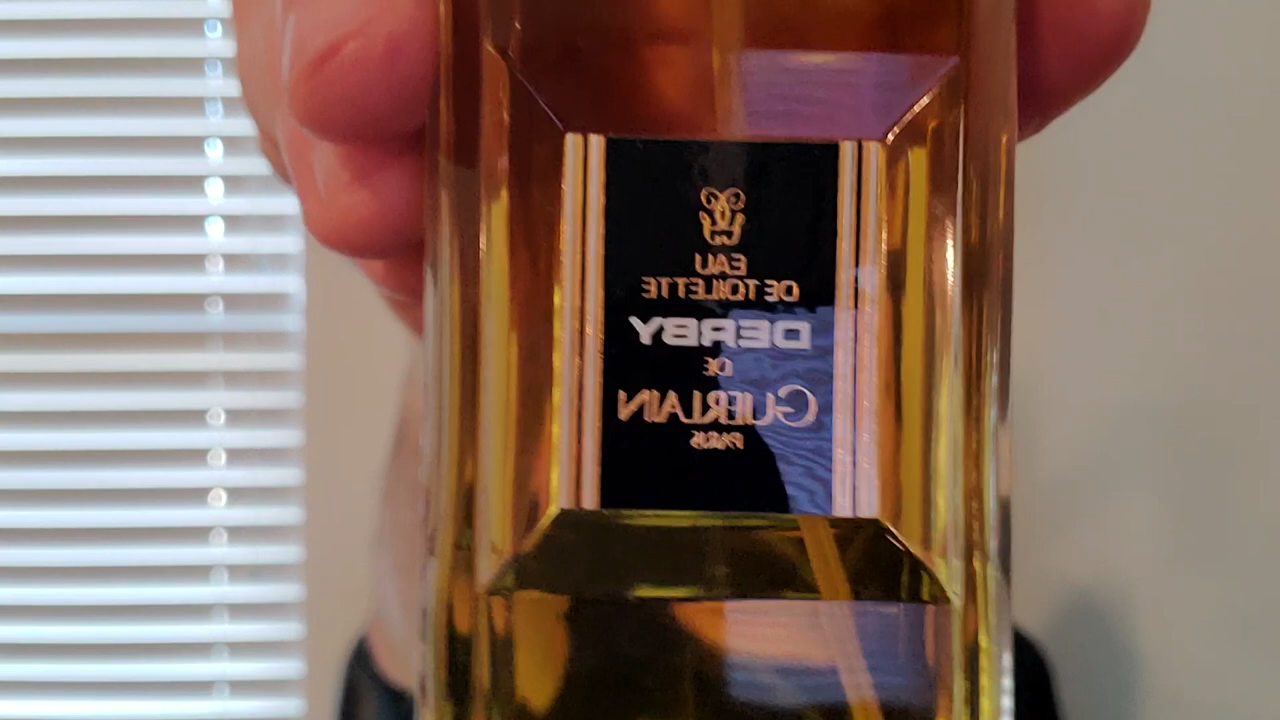 EAU
DE TOILETTE
DERBY
DE
GUERLAIN
PARIS